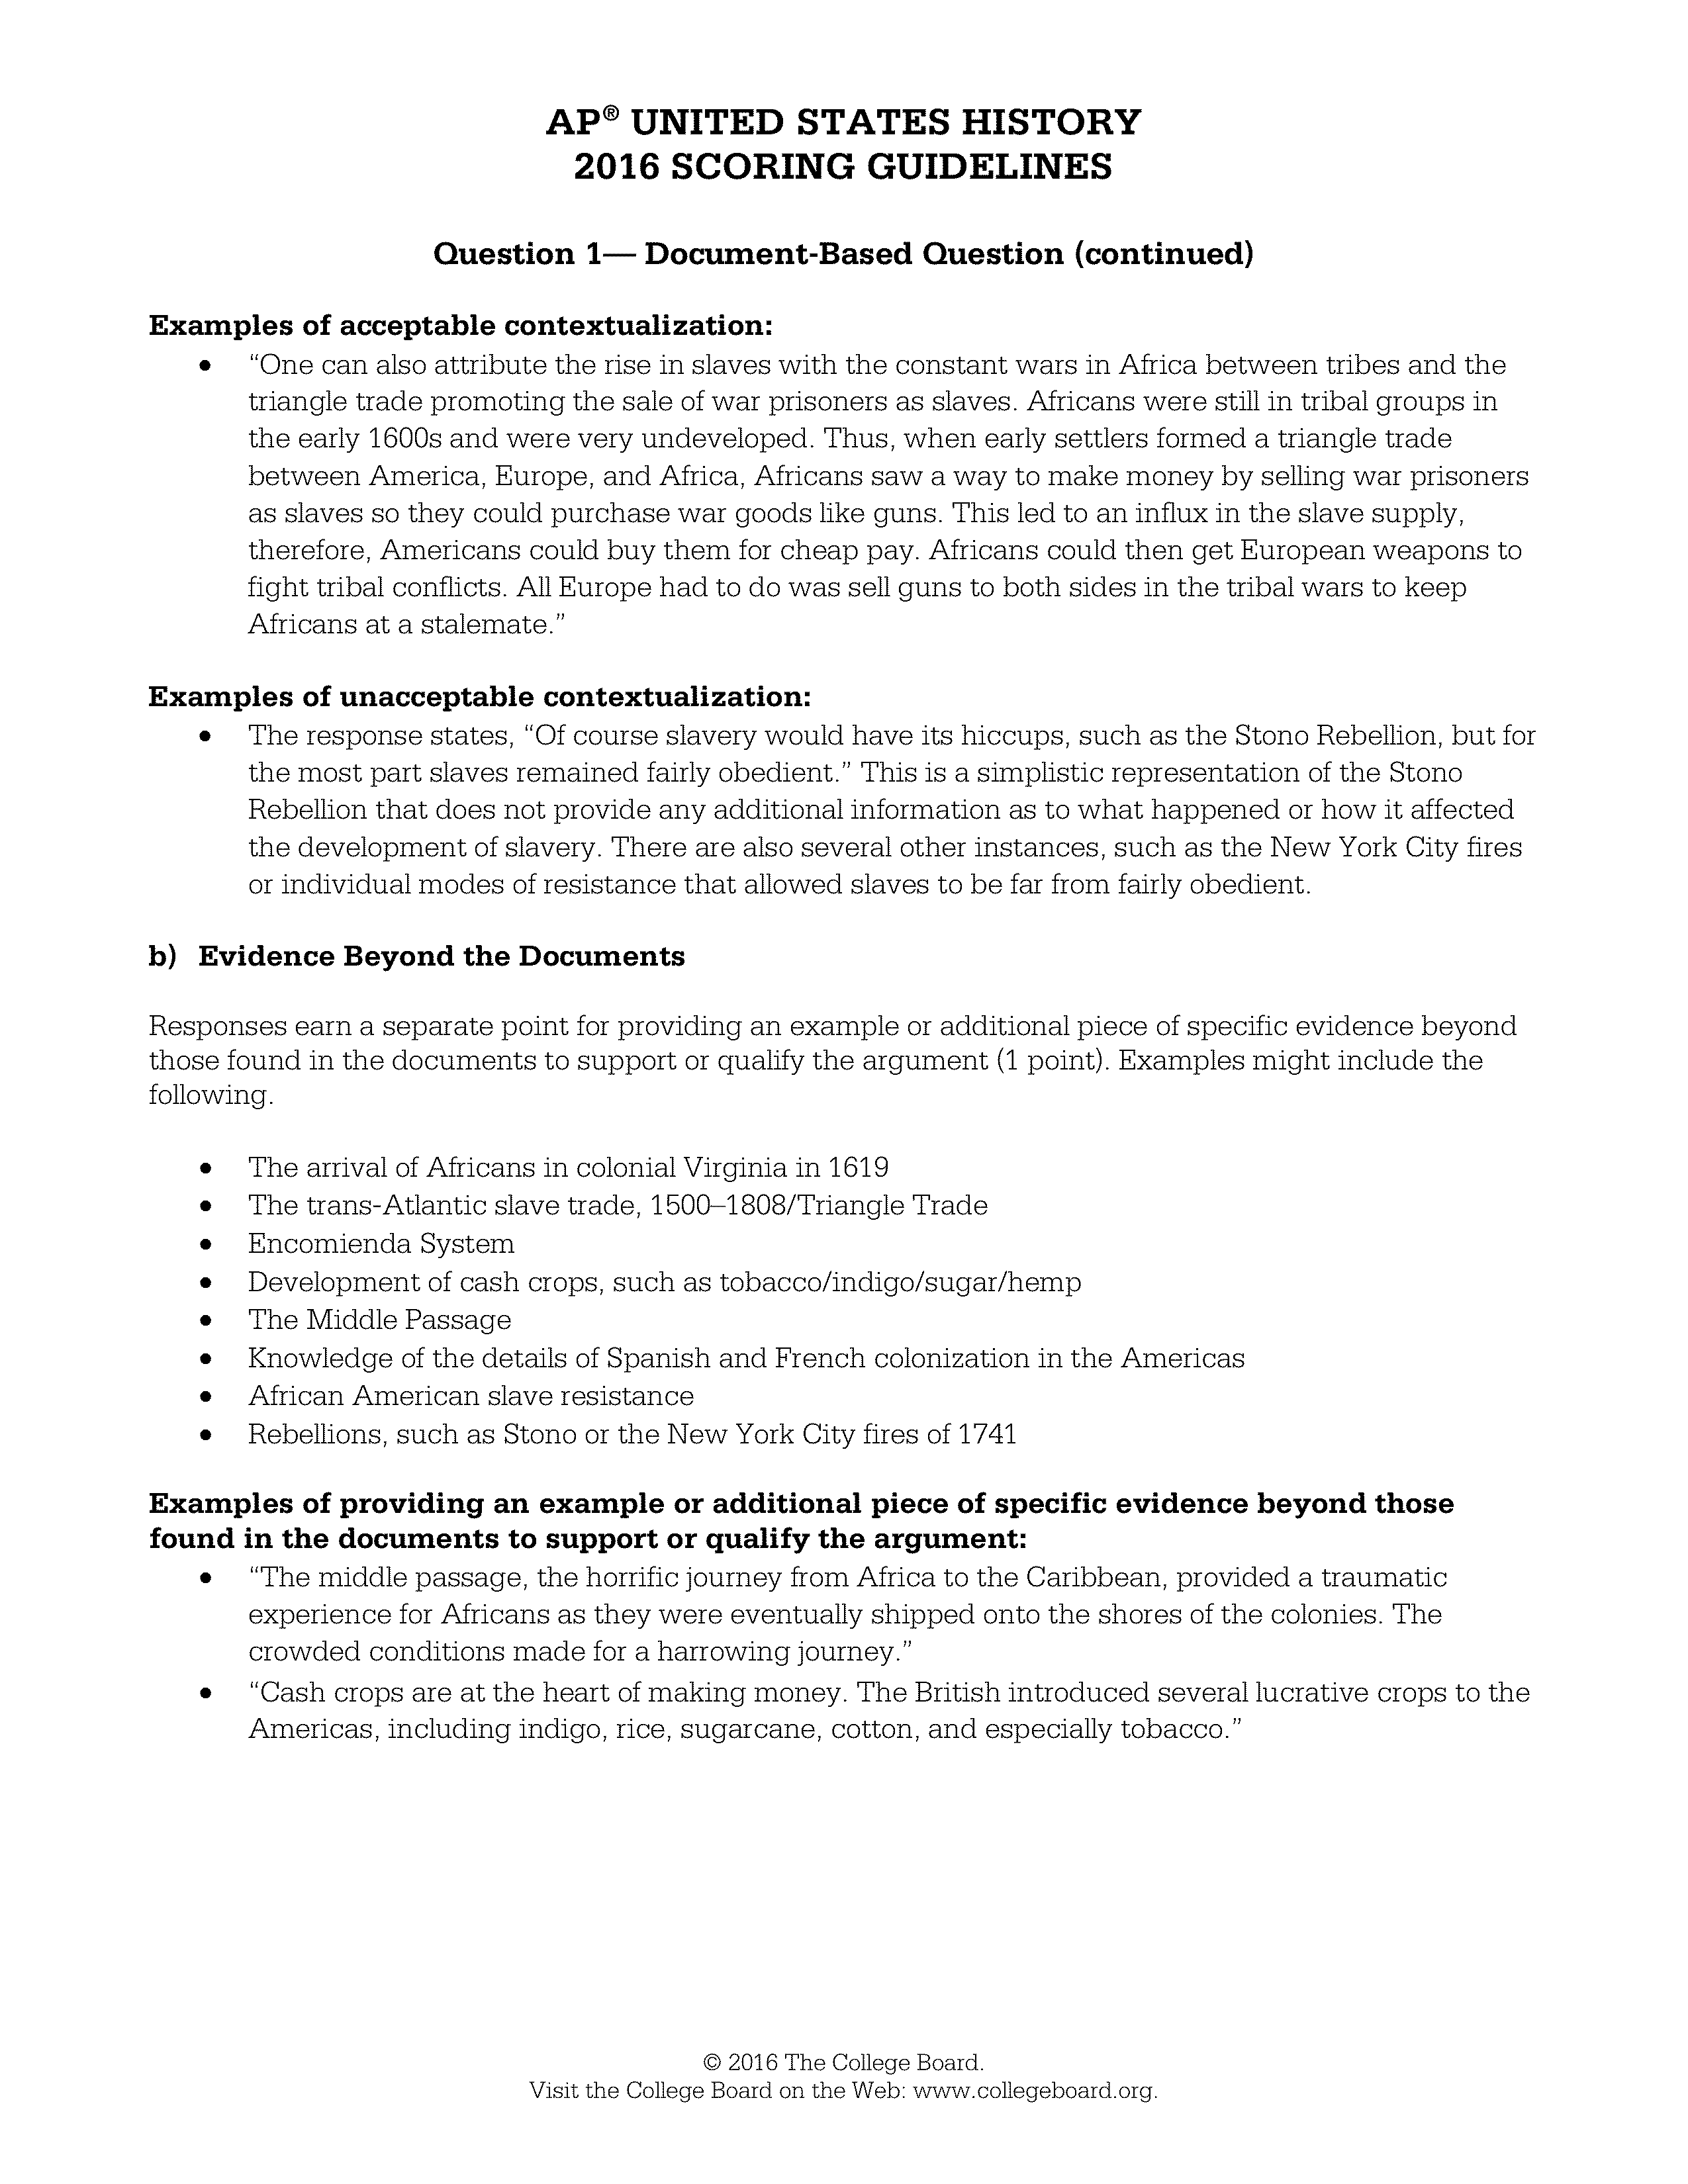 AP® UNITED STATES HISTORY
2016 SCORING GUIDELINES
Question 1— Document-Based Question (continued)
Examples of acceptable contextualization:
• “One can also attribute the rise in slaves with the constant wars in Africa between tribes and the
triangle trade promoting the sale of war prisoners as slaves. Africans were still in tribal groups in
the early 1600s and were very undeveloped. Thus, when early settlers formed a triangle trade
between America, Europe, and Africa, Africans saw a way to make money by selling war prisoners
as slaves so they could purchase war goods like guns. This led to an influx in the slave supply,
therefore, Americans could buy them for cheap pay. Africans could then get European weapons to
fight tribal conflicts. All Europe had to do was sell guns to both sides in the tribal wars to keep
Africans at a stalemate.”
Examples of unacceptable contextualization:
• The response states, “Of course slavery would have its hiccups, such as the Stono Rebellion, but for
the most part slaves remained fairly obedient.” This is a simplistic representation of the Stono
Rebellion that does not provide any additional information as to what happened or how it affected
the development of slavery. There are also several other instances, such as the New York City fires
or individual modes of resistance that allowed slaves to be far from fairly obedient.
b) Evidence Beyond the Documents
Responses earn a separate point for providing an example or additional piece of specific evidence beyond
those found in the documents to support or qualify the argument (1 point). Examples might include the
following.
• The arrival of Africans in colonial Virginia in 1619
• The trans-Atlantic slave trade, 1500–1808/Triangle Trade
• Encomienda System
• Development of cash crops, such as tobacco/indigo/sugar/hemp
• The Middle Passage
• Knowledge of the details of Spanish and French colonization in the Americas
• African American slave resistance
• Rebellions, such as Stono or the New York City fires of 1741
Examples of providing an example or additional piece of specific evidence beyond those
found in the documents to support or qualify the argument:
• “The middle passage, the horrific journey from Africa to the Caribbean, provided a traumatic
experience for Africans as they were eventually shipped onto the shores of the colonies. The
crowded conditions made for a harrowing journey.”
• “Cash crops are at the heart of making money. The British introduced several lucrative crops to the
Americas, including indigo, rice, sugarcane, cotton, and especially tobacco.”
© 2016 The College Board.
Visit the College Board on the Web: www.collegeboard.org.